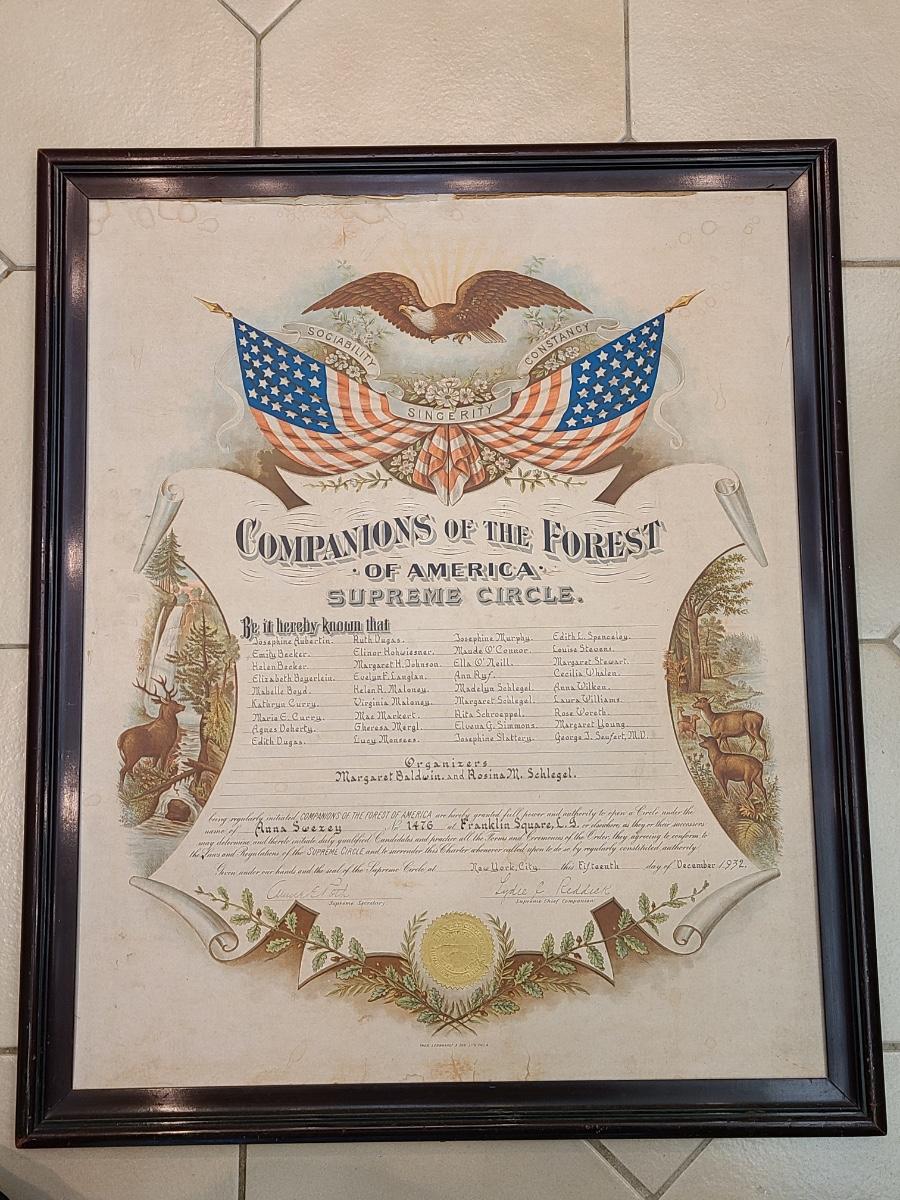 SOCIABILITY
CONSTANCY
SINCERITY
COMPANIONS OF THE FOREST
· OF AMERICA ·
SUPREME CIRCLE.
Be it hereby known that
Josephine Aubertin. Ruth Dugas. Josephine Murphy. Edith L. Spenceley.
Emily Becker. Elinor Hohwiesner. Maude O'Connor. Louise Stevens.
Helen Becker. Margaret H. Johnson. Ella O'Neill. Margaret Stewart.
Elizabeth Beyerlein. Evelyn F. Langlan. Ann Ryf. Cecilia Whalen.
Mabelle Boyd. Helen R. Maloney. Madelyn Schlegel. Anna Wilken.
Kathryn Curry. Virginia Maloney. Margaret Schlegel. Laura Williams.
Marie C. Curry. Mae Markert. Rita Schroeppel. Rose Woreth.
Agnes Doherty. Theresa Mergl. Elvena G. Simmons. Margaret Young.
Edith Dugas. Lucy Monsees. Josephine Slattery. George J. Seufert, M.D.
Organizers
Margaret Baldwin. and Rosina M. Schlegel.
being regularly initiated COMPANIONS OF THE FOREST OF AMERICA are hereby granted full power and authority to open a Circle under the
name of Anna Swezey No 1476 at Franklin Square, L.I. or elsewhere, as they or their successors
may determine and therein initiate duly qualified Candidates and practice all the Forms and Ceremonies of the Order, they agreeing to conform to
the Laws and Regulations of the SUPREME CIRCLE and to surrender this Charter whenever called upon to do so by regularly constituted authority.
Given under our hands and the seal of the Supreme Circle at New York City, this Fifteenth day of December 1932.
Lydie C. Reddick
Supreme Secretary. Supreme Chief Companion.